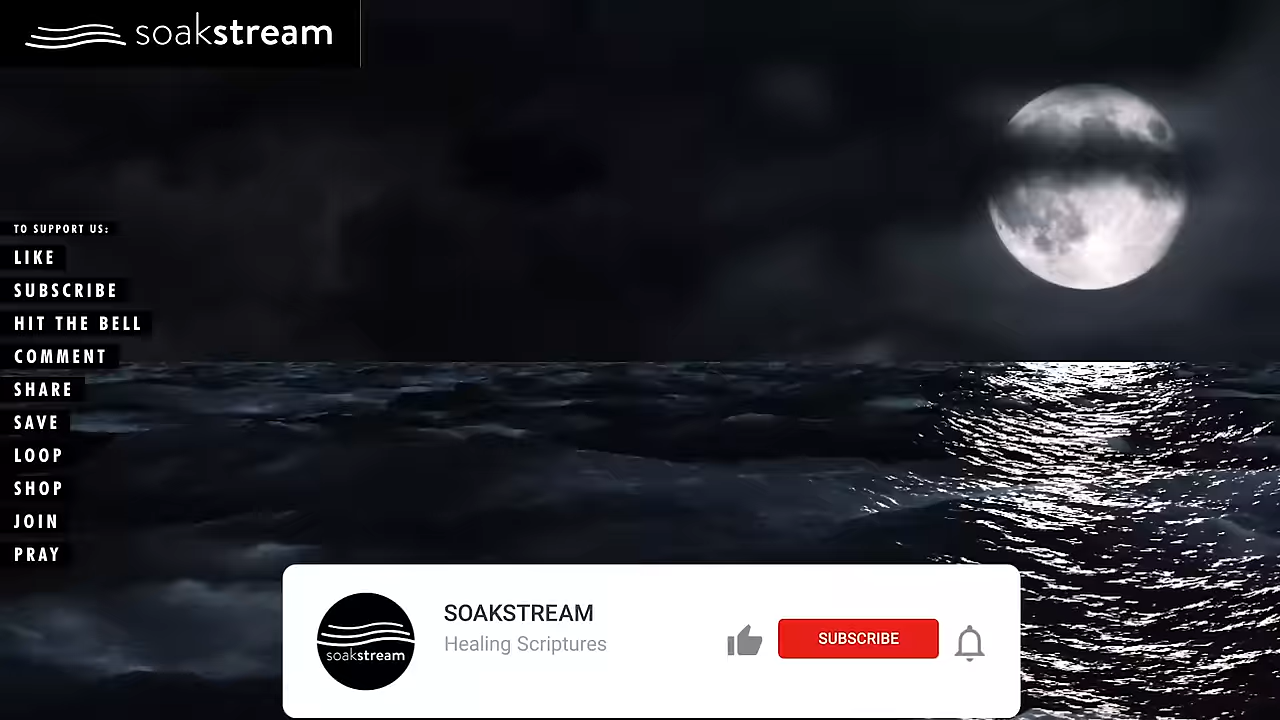 soakstream
TO SUPPORT US:
LIKE
SUBSCRIBE
HIT THE BELL
COMMENT
SHARE
SAVE
LOOP
SHOP
JOIN
PRAY
SOAKSTREAM
Healing Scriptures
soakstream
SUBSCRIBE